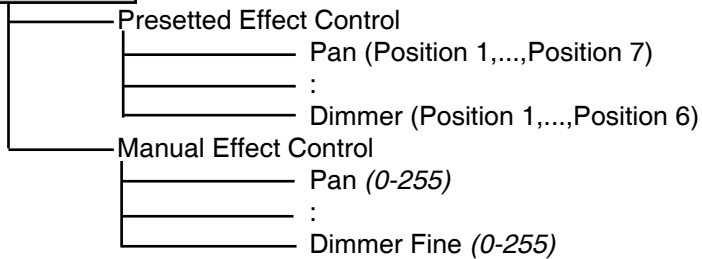 Presetted Effect Control
Pan (Position 1,...,Position 7)
:
Dimmer (Position 1,...,Position 6)
Manual Effect Control
Pan (0-255)
:
Dimmer Fine (0-255)